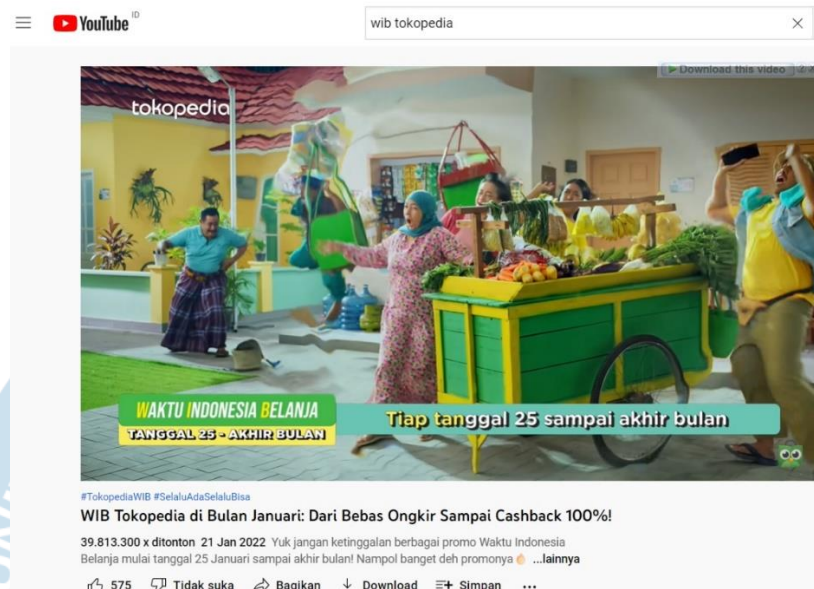 YouTube ID
wib tokopedia
Download this video
tokopedia
WAKTU INDONESIA BELANJA
TANGGAL 25 - AKHIR BULAN
Tiap tanggal 25 sampai akhir bulan
#TokopediaWIB #SelaluAdaSelaluBisa
WIB Tokopedia di Bulan Januari: Dari Bebas Ongkir Sampai Cashback 100%!
39.813.300 x ditonton 21 Jan 2022 Yuk jangan ketinggalan berbagai promo Waktu Indonesia
Belanja mulai tanggal 25 Januari sampai akhir bulan! Nampol banget deh promonya 👌 ...lainnya
575 Tidak suka Bagikan Download Simpan ...